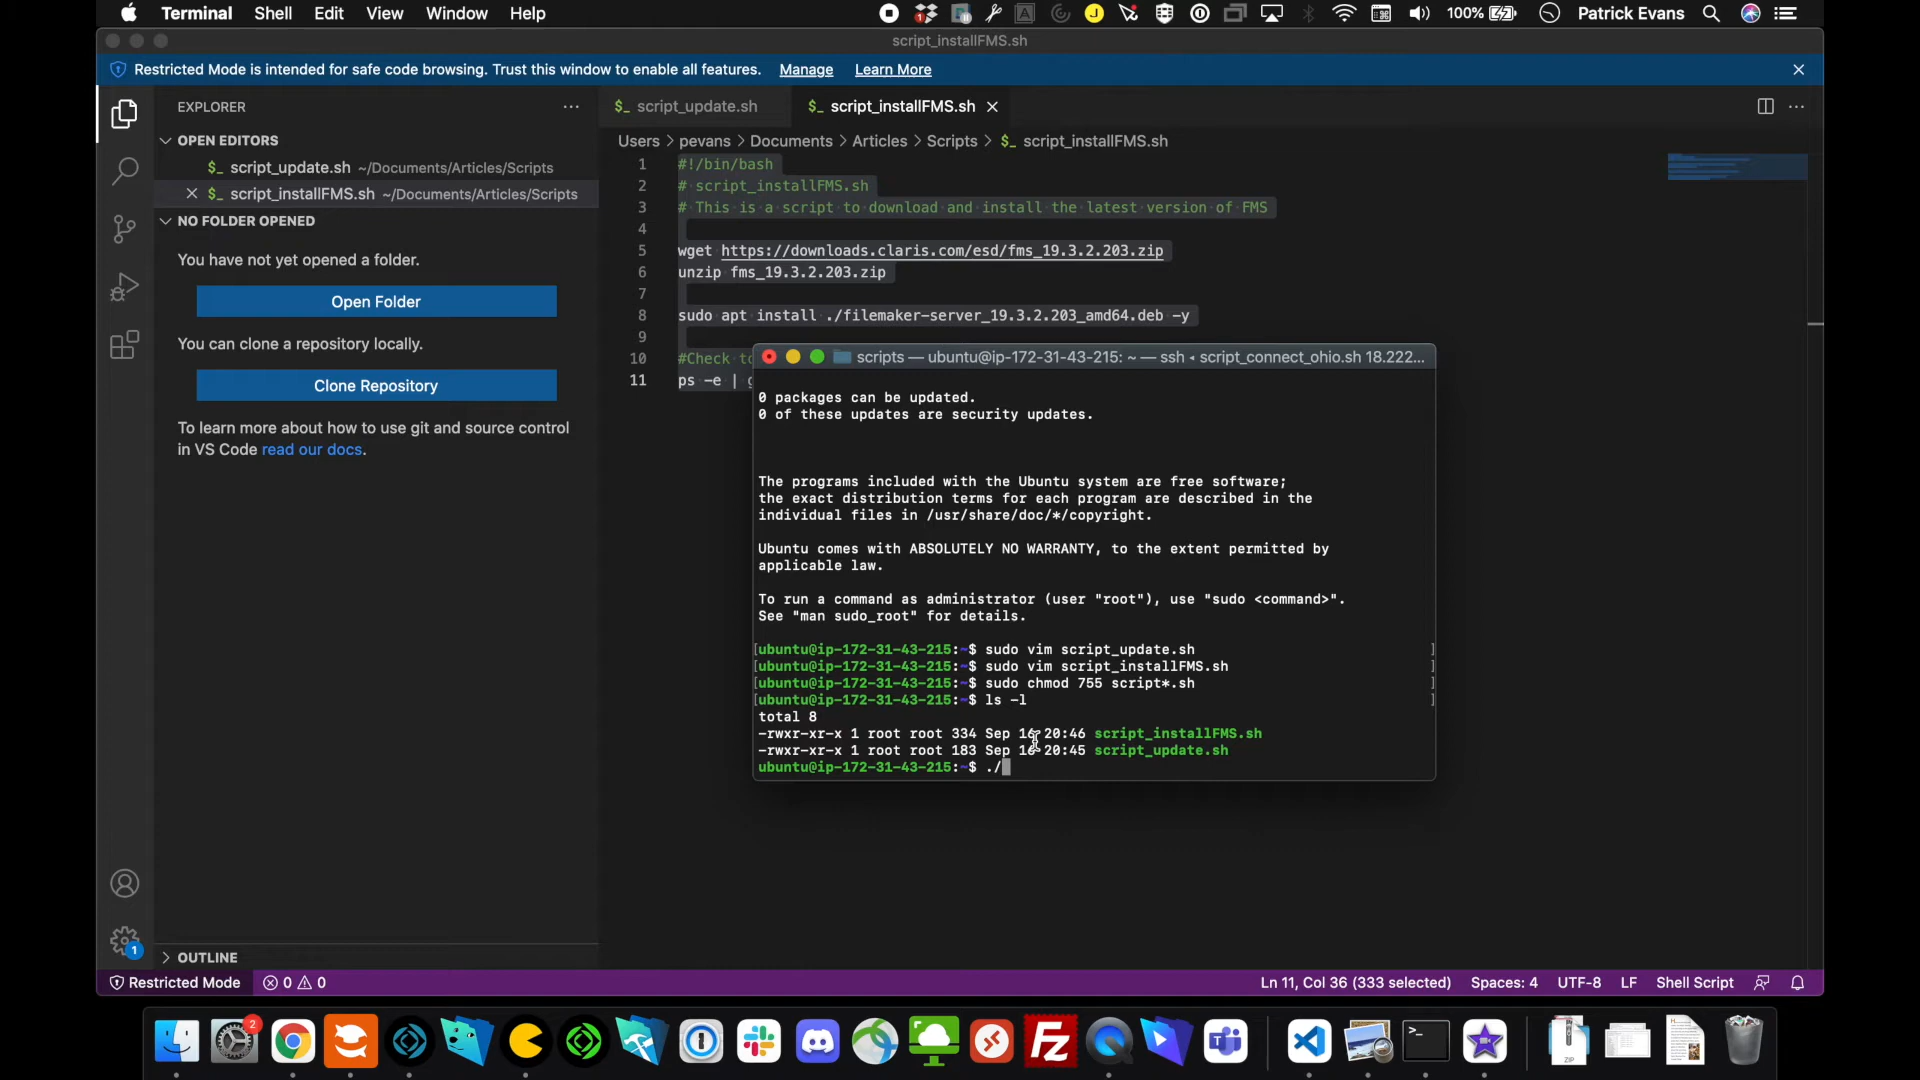 Terminal Shell Edit View Window Help 100% Patrick Evans
script_installFMS.sh
Restricted Mode is intended for safe code browsing. Trust this window to enable all features. Manage Learn More
EXPLORER
script_update.sh
script_installFMS.sh
OPEN EDITORS
script_update.sh ~/Documents/Articles/Scripts
script_installFMS.sh ~/Documents/Articles/Scripts
NO FOLDER OPENED
You have not yet opened a folder.
Open Folder
You can clone a repository locally.
Clone Repository
To learn more about how to use git and source control
in VS Code read our docs.
Users > pevans > Documents > Articles > Scripts > $_ script_installFMS.sh
1 #!/bin/bash
2 # script_installFMS.sh
3 # This is a script to download and install the latest version of FMS
4
5 wget https://downloads.claris.com/esd/fms_19.3.2.203.zip
6 unzip fms_19.3.2.203.zip
7
8 sudo apt install ./filemaker-server_19.3.2.203_amd64.deb -y
9
10 #Check to
11 ps -e |
scripts — ubuntu@ip-172-31-43-215: ~ — ssh ◂ script_connect_ohio.sh 18.222...
0 packages can be updated.
0 of these updates are security updates.
The programs included with the Ubuntu system are free software;
the exact distribution terms for each program are described in the
individual files in /usr/share/doc/*/copyright.
Ubuntu comes with ABSOLUTELY NO WARRANTY, to the extent permitted by
applicable law.
To run a command as administrator (user "root"), use "sudo <command>".
See "man sudo_root" for details.
[ubuntu@ip-172-31-43-215:~$ sudo vim script_update.sh ]
[ubuntu@ip-172-31-43-215:~$ sudo vim script_installFMS.sh ]
[ubuntu@ip-172-31-43-215:~$ sudo chmod 755 script*.sh ]
[ubuntu@ip-172-31-43-215:~$ ls -l ]
total 8
-rwxr-xr-x 1 root root 334 Sep 16 20:46 script_installFMS.sh
-rwxr-xr-x 1 root root 183 Sep 16 20:45 script_update.sh
ubuntu@ip-172-31-43-215:~$ ./
OUTLINE
Restricted Mode 0 0 Ln 11, Col 36 (333 selected) Spaces: 4 UTF-8 LF Shell Script